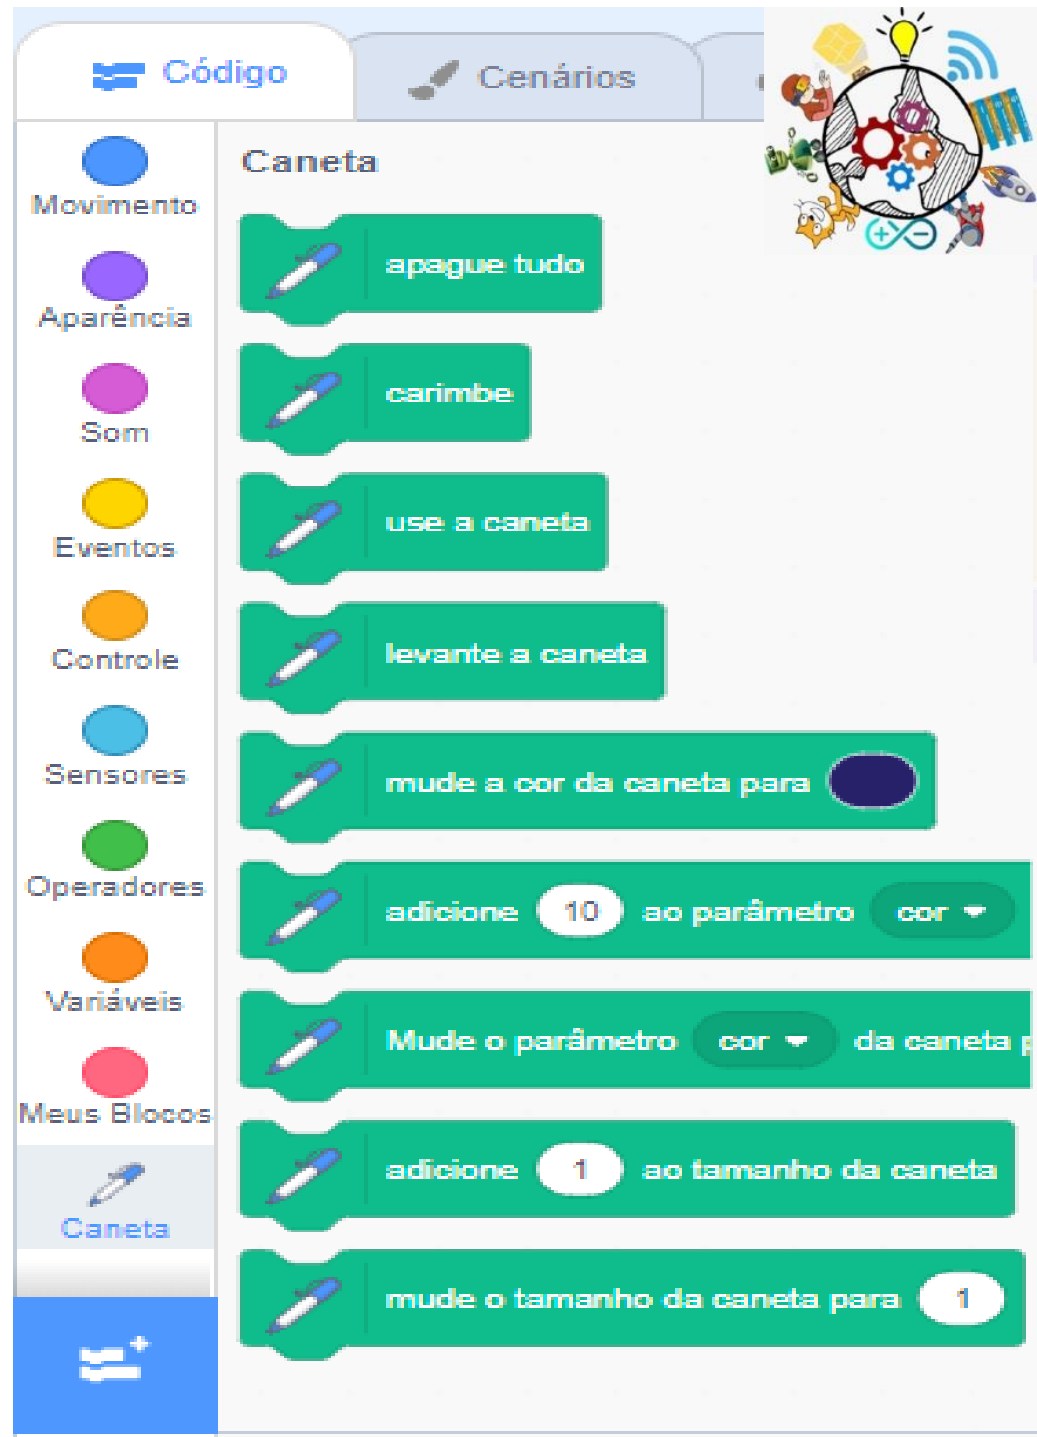 Código
Cenários
Movimento
Aparência
Som
Eventos
Controle
Sensores
Operadores
Variáveis
Meus Blocos
Caneta
Caneta
apague tudo
carimbe
use a caneta
levante a caneta
mude a cor da caneta para
adicione 10 ao parâmetro cor
Mude o parâmetro cor da caneta
adicione 1 ao tamanho da caneta
mude o tamanho da caneta para 1